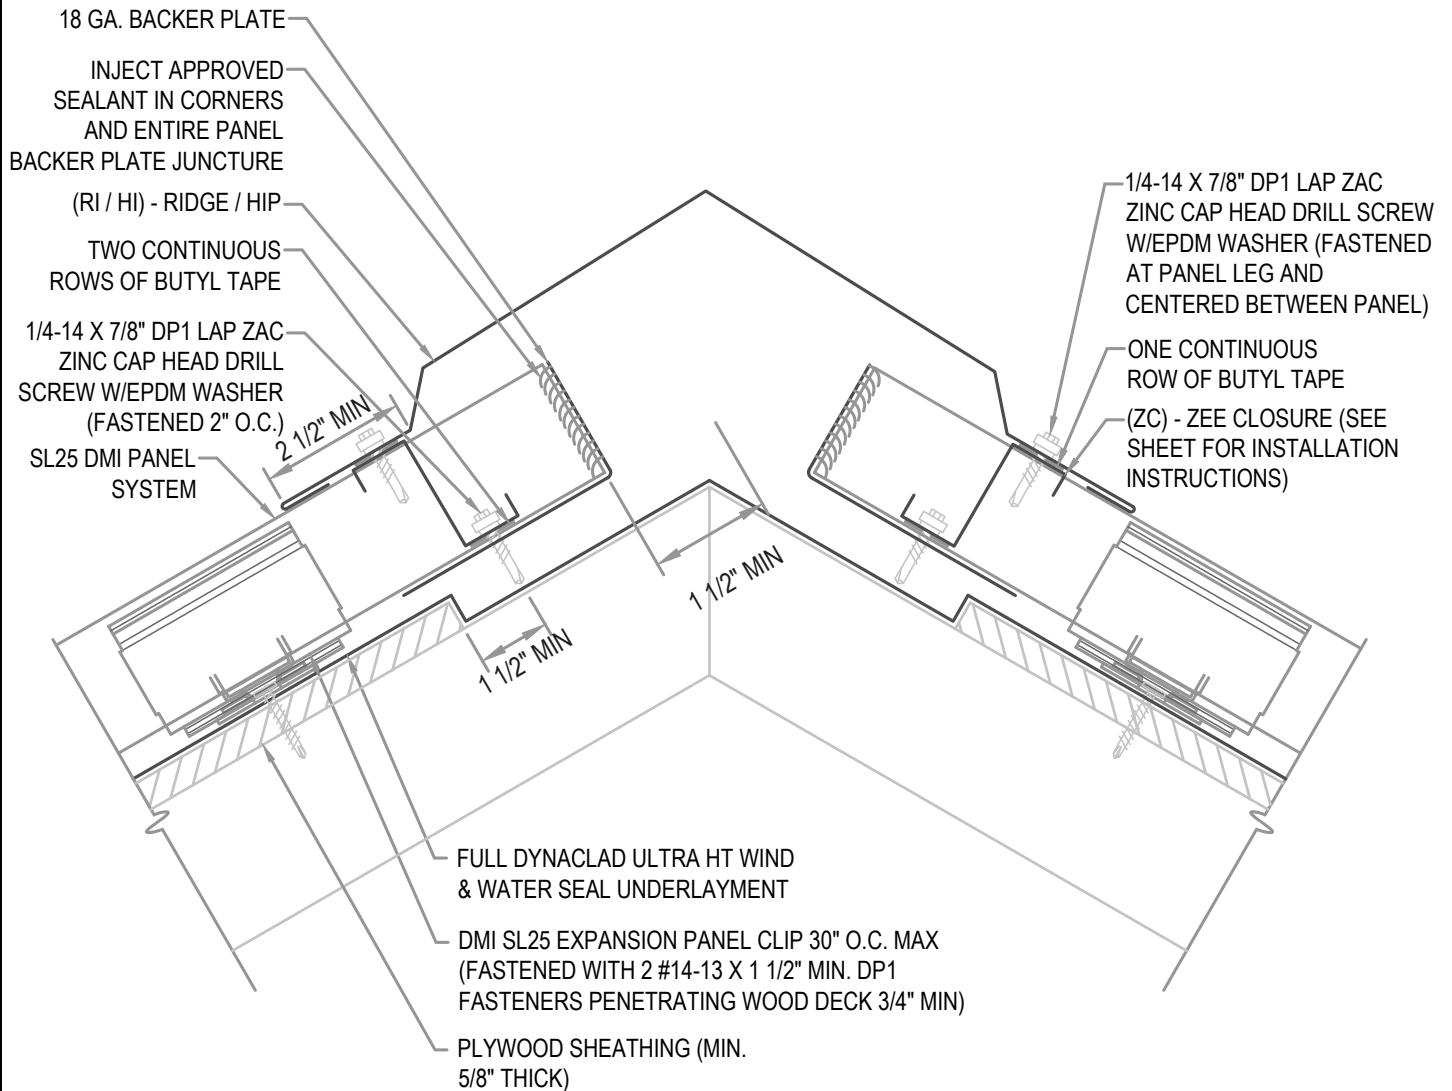 18 GA. BACKER PLATE
INJECT APPROVED
SEALANT IN CORNERS
AND ENTIRE PANEL
BACKER PLATE JUNCTURE
(RI / HI) - RIDGE / HIP
TWO CONTINUOUS
ROWS OF BUTYL TAPE
1/4-14 X 7/8" DP1 LAP ZAC
ZINC CAP HEAD DRILL
SCREW W/EPDM WASHER
(FASTENED 2" O.C.)
SL25 DMI PANEL
SYSTEM
2 1/2" MIN
1 1/2" MIN
1 1/2" MIN
1/4-14 X 7/8" DP1 LAP ZAC
ZINC CAP HEAD DRILL SCREW
W/EPDM WASHER (FASTENED
AT PANEL LEG AND
CENTERED BETWEEN PANEL)
ONE CONTINUOUS
ROW OF BUTYL TAPE
(ZC) - ZEE CLOSURE (SEE
SHEET FOR INSTALLATION
INSTRUCTIONS)
FULL DYNACLAD ULTRA HT WIND
& WATER SEAL UNDERLAYMENT
DMI SL25 EXPANSION PANEL CLIP 30" O.C. MAX
(FASTENED WITH 2 #14-13 X 1 1/2" MIN. DP1
FASTENERS PENETRATING WOOD DECK 3/4" MIN)
PLYWOOD SHEATHING (MIN.
5/8" THICK)